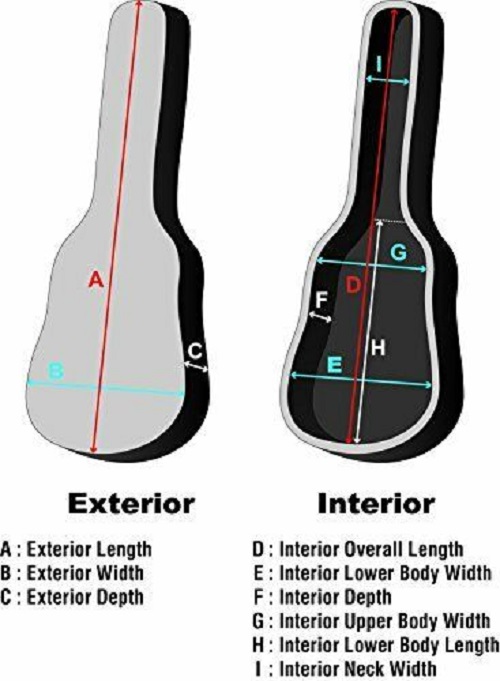 A
B
C
I
G
F
D
H
E
Exterior
A : Exterior Length
B : Exterior Width
C : Exterior Depth
Interior
D : Interior Overall Length
E : Interior Lower Body Width
F : Interior Depth
G : Interior Upper Body Width
H : Interior Lower Body Length
I : Interior Neck Width